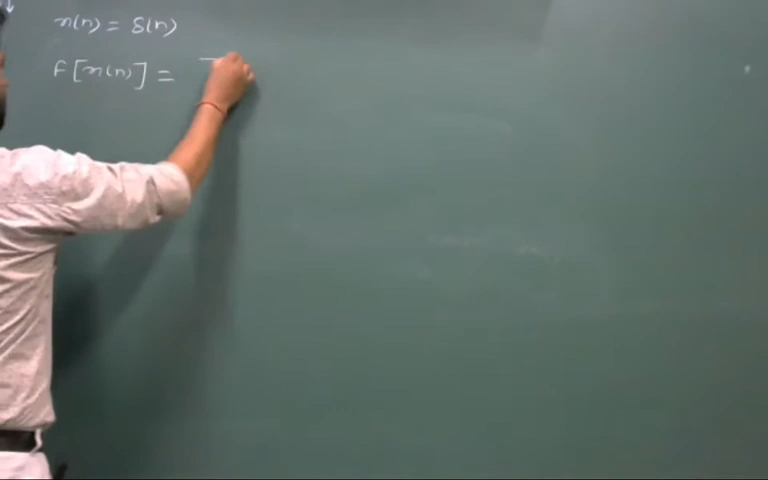 x(n) = δ(n)
F[x(n)] =